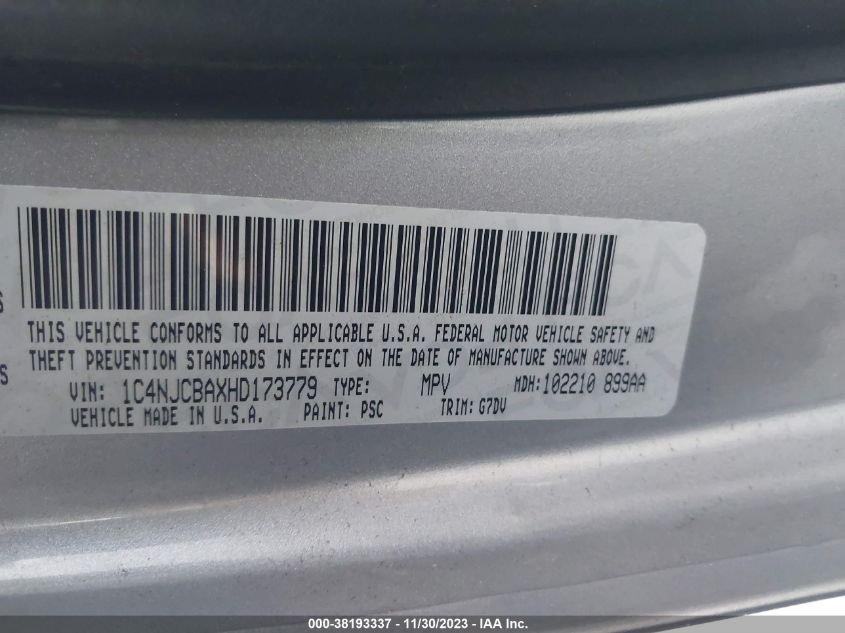 THIS VEHICLE CONFORMS TO ALL APPLICABLE U.S.A. FEDERAL MOTOR VEHICLE SAFETY AND
THEFT PREVENTION STANDARDS IN EFFECT ON THE DATE OF MANUFACTURE SHOWN ABOVE.
VIN: 1C4NJCBAXHD173779 TYPE: MPV MDH:102210 899AA
VEHICLE MADE IN U.S.A. PAINT: PSC TRIM: G7DV
000-38193337 - 11/30/2023 - IAA Inc.